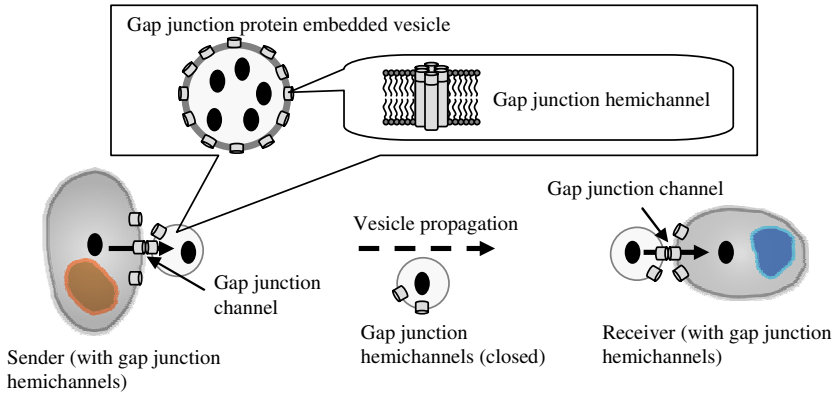 Gap junction protein embedded vesicle
Gap junction hemichannel
Gap junction channel
Vesicle propagation
Gap junction
channel
Gap junction
hemichannels (closed)
Receiver (with gap junction
hemichannels)
Sender (with gap junction
hemichannels)